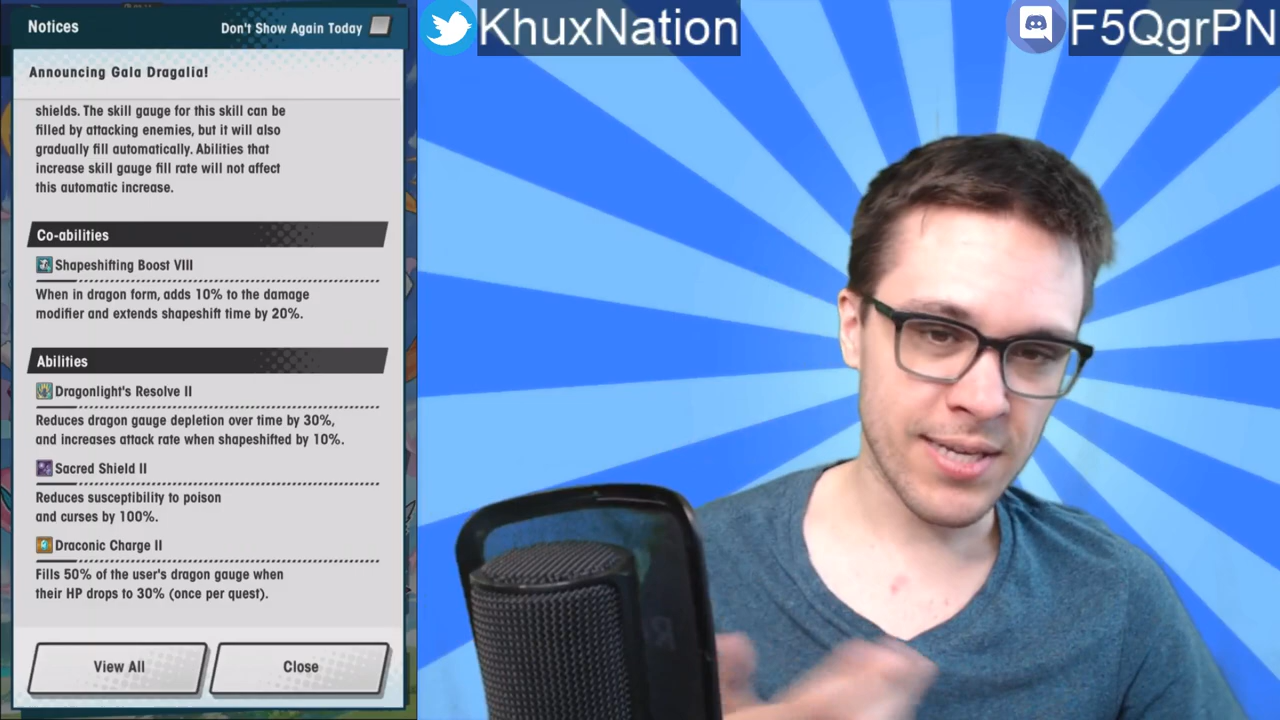 Notices
Don't Show Again Today
Announcing Gala Dragalia!
shields. The skill gauge for this skill can be
filled by attacking enemies, but it will also
gradually fill automatically. Abilities that
increase skill gauge fill rate will not affect
this automatic increase.
Co-abilities
Shapeshifting Boost VIII
When in dragon form, adds 10% to the damage
modifier and extends shapeshift time by 20%.
Abilities
Dragonlight's Resolve II
Reduces dragon gauge depletion over time by 30%,
and increases attack rate when shapeshifted by 10%.
Sacred Shield II
Reduces susceptibility to poison
and curses by 100%.
Draconic Charge II
Fills 50% of the user's dragon gauge when
their HP drops to 30% (once per quest).
View All
Close
KhuxNation
F5QgrPN